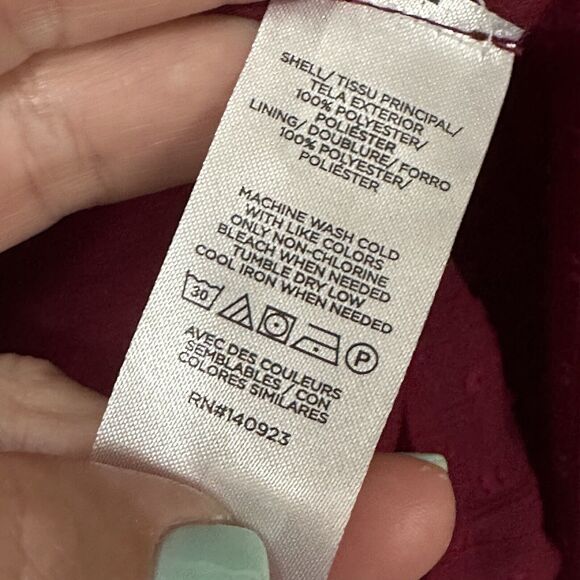 SHELL/ TISSU PRINCIPAL/
TELA EXTERIOR
100% POLYESTER/
POLIÉSTER
LINING/ DOUBLURE/ FORRO
100% POLYESTER/
POLIÉSTER
MACHINE WASH COLD
WITH LIKE COLORS
ONLY NON-CHLORINE
BLEACH WHEN NEEDED
TUMBLE DRY LOW
COOL IRON WHEN NEEDED
30 P
AVEC DES COULEURS
SEMBLABLES / CON
COLORES SIMILARES
RN#140923